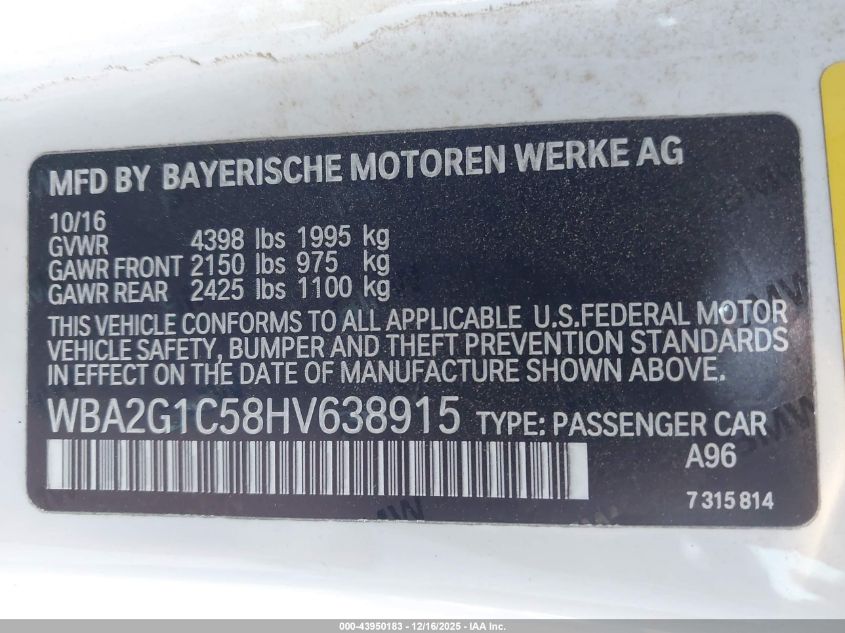 MFD BY BAYERISCHE MOTOREN WERKE AG
10/16
GVWR 4398 lbs 1995 kg
GAWR FRONT 2150 lbs 975 kg
GAWR REAR 2425 lbs 1100 kg
THIS VEHICLE CONFORMS TO ALL APPLICABLE U.S.FEDERAL MOTOR
VEHICLE SAFETY, BUMPER AND THEFT PREVENTION STANDARDS
IN EFFECT ON THE DATE OF MANUFACTURE SHOWN ABOVE.
WBA2G1C58HV638915 TYPE: PASSENGER CAR
A96
7 315 814
000-43950183 - 12/16/2025 - IAA Inc.